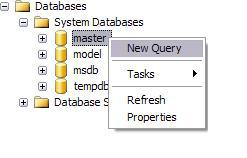 Databases
System Databases
master
New Query
model
msdb
Tasks
tempdb
Refresh
Database S
Properties